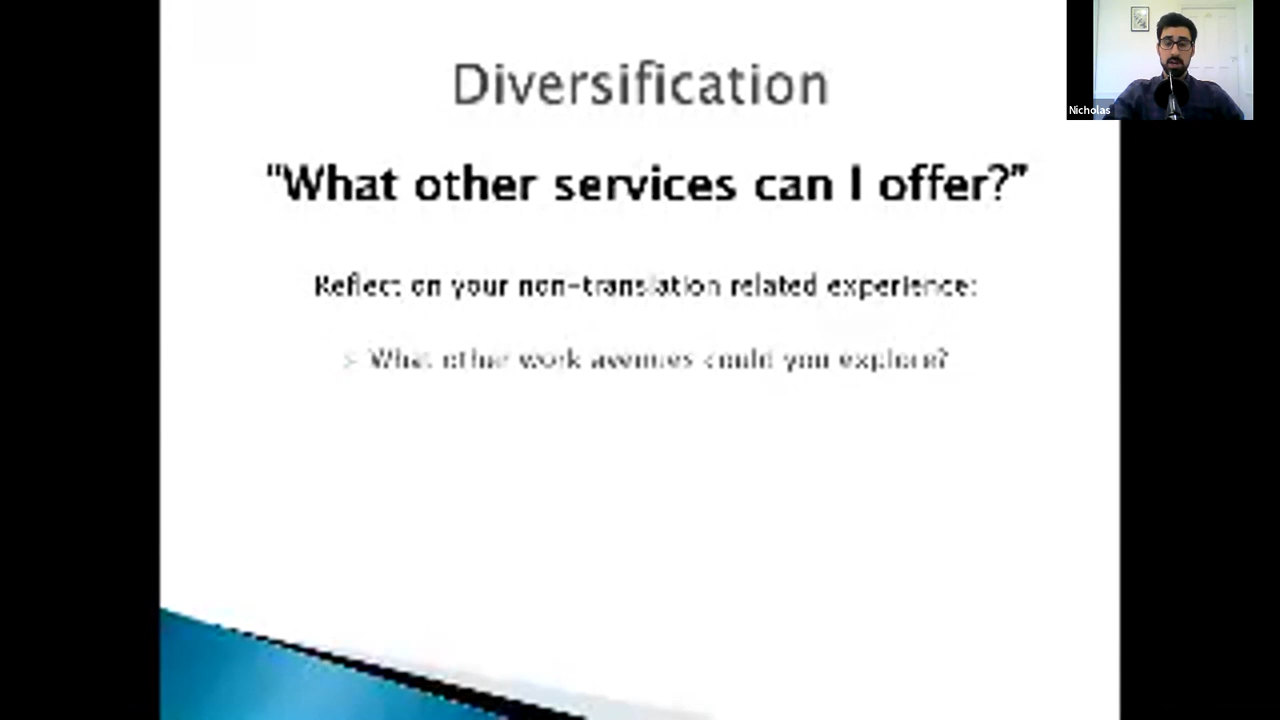 Diversification
"What other services can I offer?"
Reflect on your non-translation related experience:
What other work avenues could you explore?
Nicholas